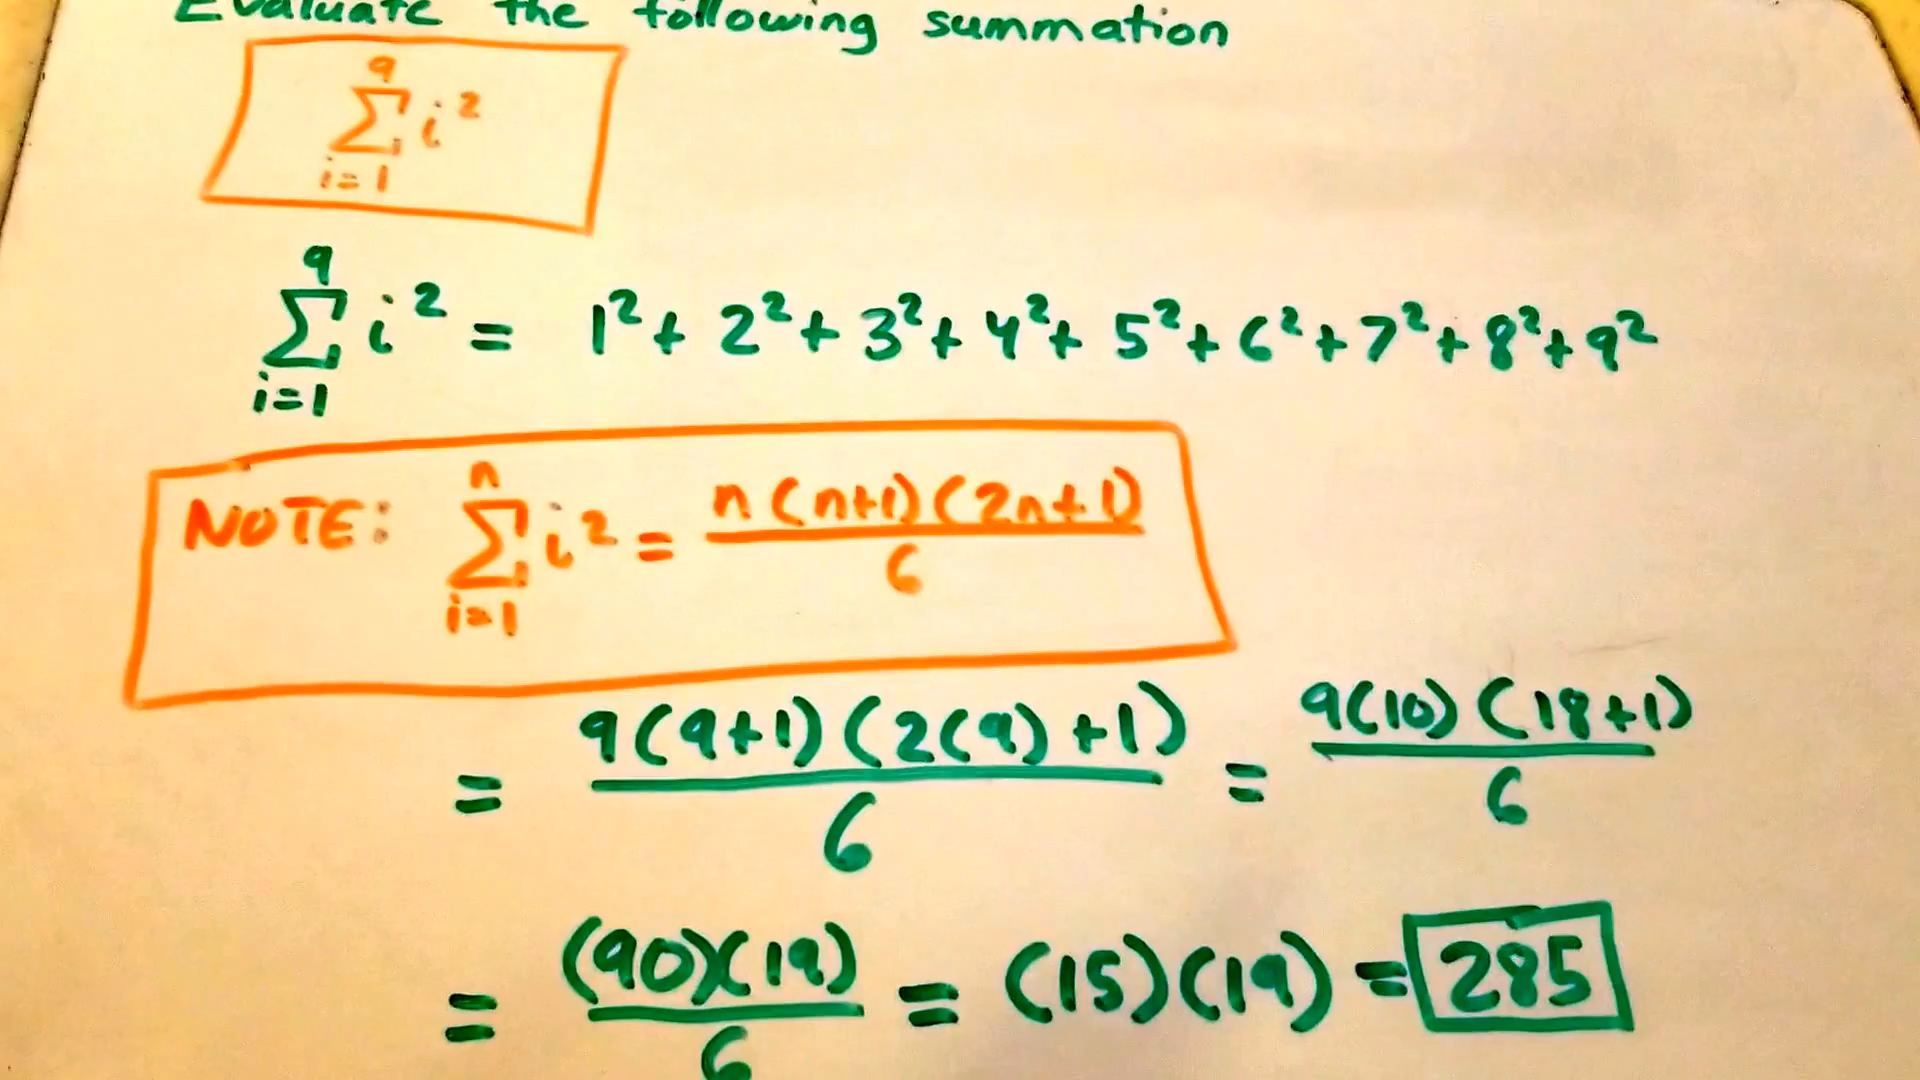 Evaluate the following summation
9
∑ i²
i=1
9
∑ i² = 1² + 2² + 3² + 4² + 5² + 6² + 7² + 8² + 9²
i=1
n
NOTE: ∑ i² = n(n+1)(2n+1)
6
i=1
= 9(9+1)(2(9)+1) = 9(10)(18+1)
6 6
= (90)(19) = (15)(19) = 285
6